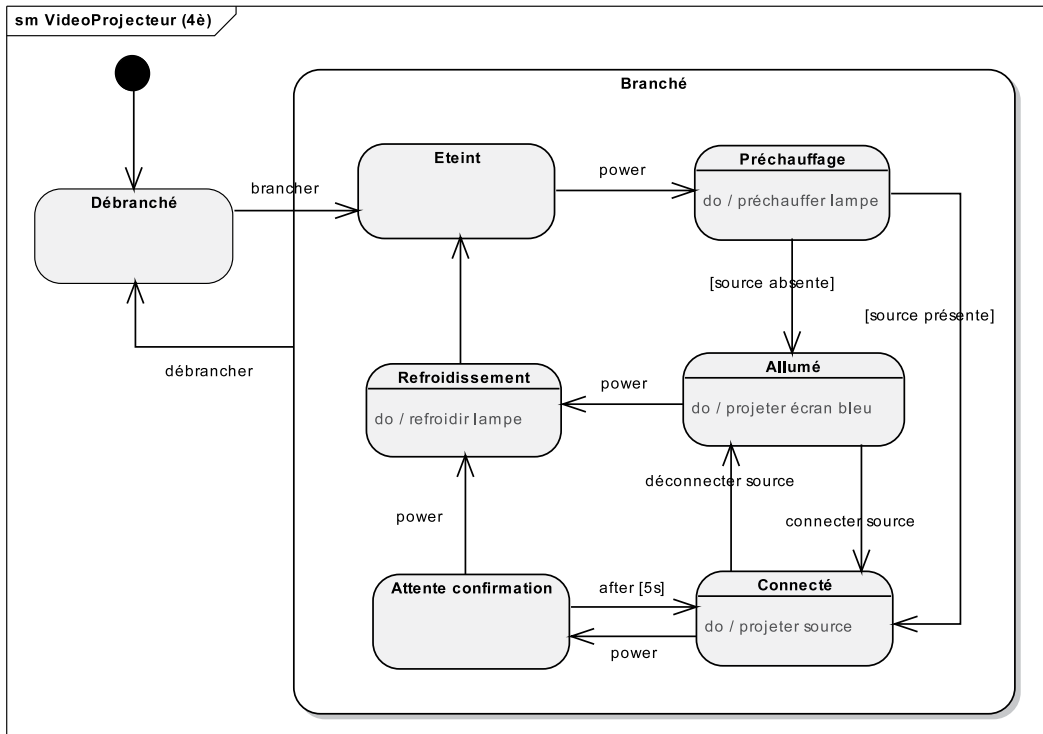 sm VideoProjecteur (4è)
Branché
Eteint
Préchauffage
power
brancher
do / préchauffer lampe
Débranché
[source absente]
[source présente]
débrancher
Refroidissement
power
Allumé
do / refroidir lampe
do / projeter écran bleu
déconnecter source
power
connecter source
Attente confirmation
after [5s]
Connecté
do / projeter source
power